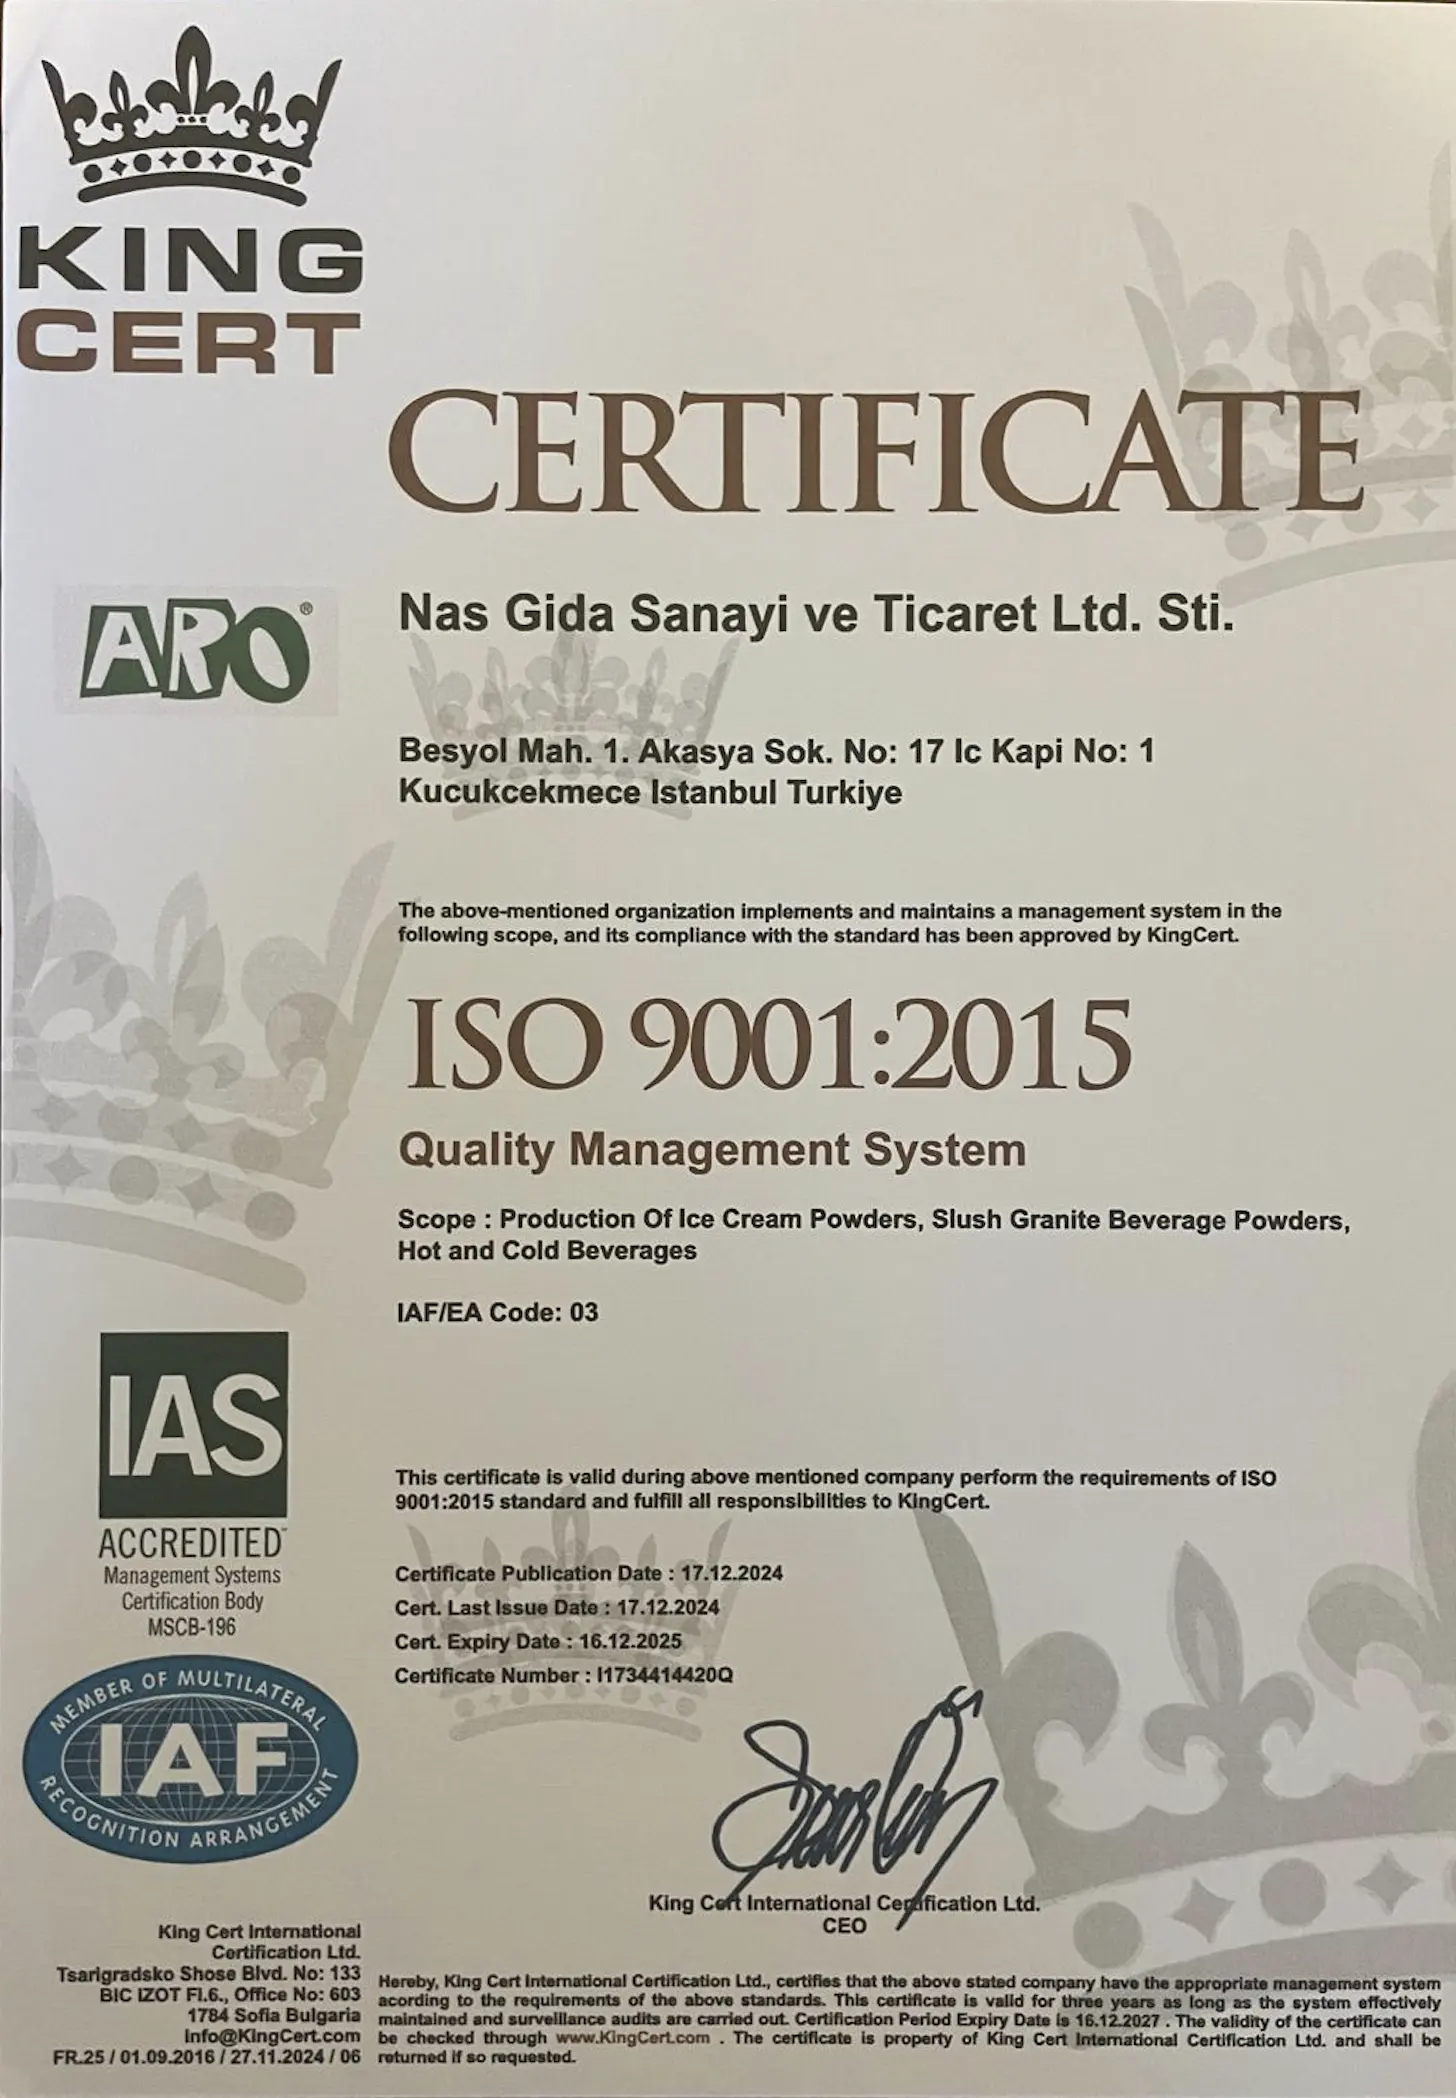 KING
CERT
CERTIFICATE
ARO®
Nas Gida Sanayi ve Ticaret Ltd. Sti.
Besyol Mah. 1. Akasya Sok. No: 17 Ic Kapi No: 1
Kucukcekmece Istanbul Turkiye
The above-mentioned organization implements and maintains a management system in the
following scope, and its compliance with the standard has been approved by KingCert.
ISO 9001:2015
Quality Management System
Scope : Production Of Ice Cream Powders, Slush Granite Beverage Powders,
Hot and Cold Beverages
IAF/EA Code: 03
IAS
ACCREDITED™
Management Systems
Certification Body
MSCB-196
This certificate is valid during above mentioned company perform the requirements of ISO
9001:2015 standard and fulfill all responsibilities to KingCert.
Certificate Publication Date : 17.12.2024
Cert. Last Issue Date : 17.12.2024
Cert. Expiry Date : 16.12.2025
Certificate Number : I1734414420Q
MEMBER OF MULTILATERAL
IAF
RECOGNITION ARRANGEMENT
King Cert International Certification Ltd.
CEO
King Cert International
Certification Ltd.
Tsarigradsko Shose Blvd. No: 133
BIC IZOT Fl.6., Office No: 603
1784 Sofia Bulgaria
Info@KingCert.com
FR.25 / 01.09.2016 / 27.11.2024 / 06
Hereby, King Cert International Certification Ltd., certifies that the above stated company have the appropriate management system
acording to the requirements of the above standards. This certificate is valid for three years as long as the system effectively
maintained and surveillance audits are carried out. Certification Period Expiry Date is 16.12.2027 . The validity of the certificate can
be checked through www.KingCert.com . The certificate is property of King Cert International Certification Ltd. and shall be
returned if so requested.